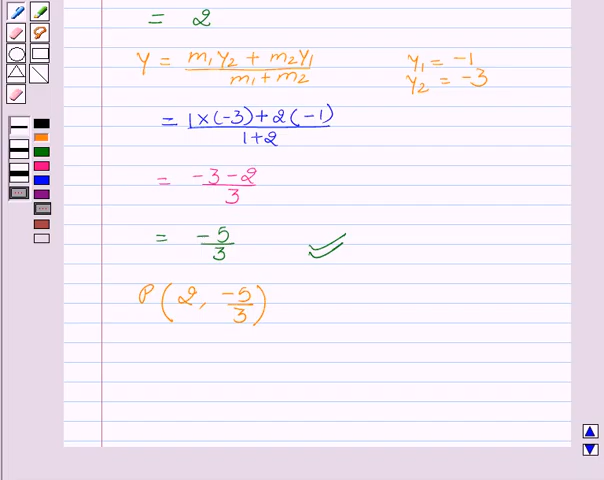 = 2
Y = (m₁y₂ + m₂y₁)/(m₁ + m₂) y₁ = -1
y₂ = -3
= (1×(-3)+2(-1))/(1+2)
= (-3-2)/3
= -5/3
P(2, -5/3)